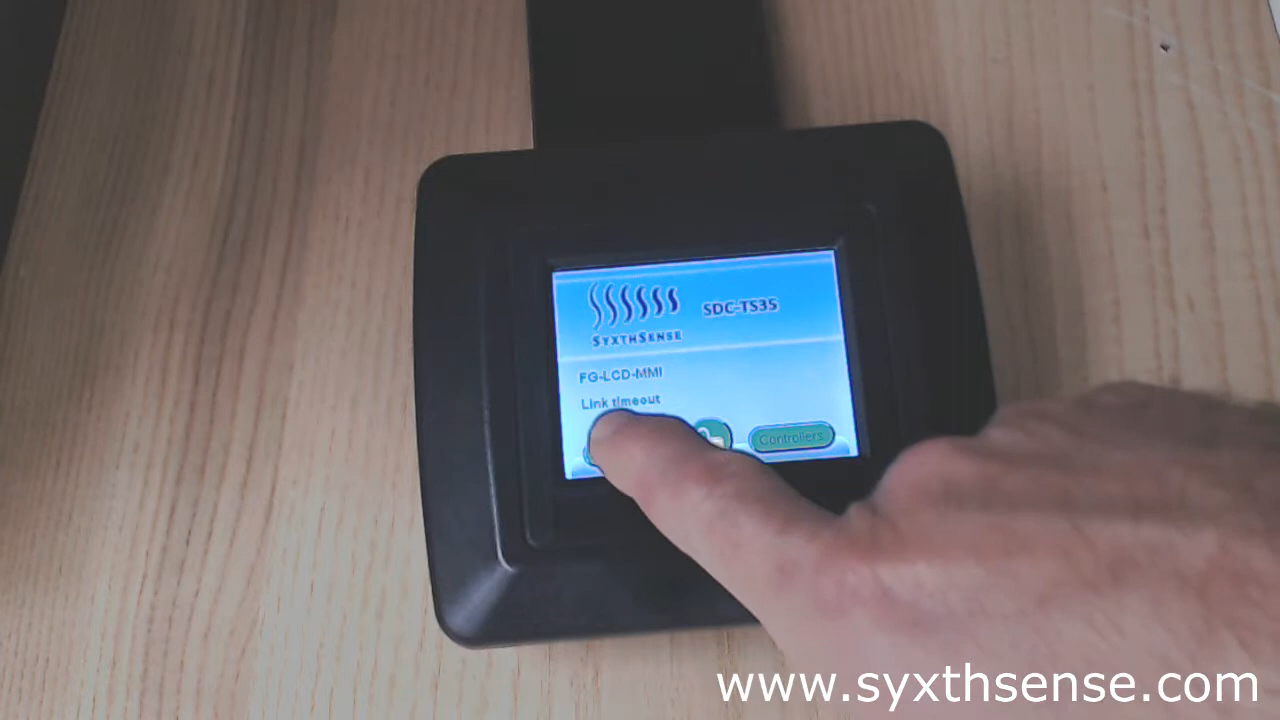 SYXTHSENSE
SDC-TS35
FG-LCD-MMI
Link timeout
Controllers
www.syxthsense.com